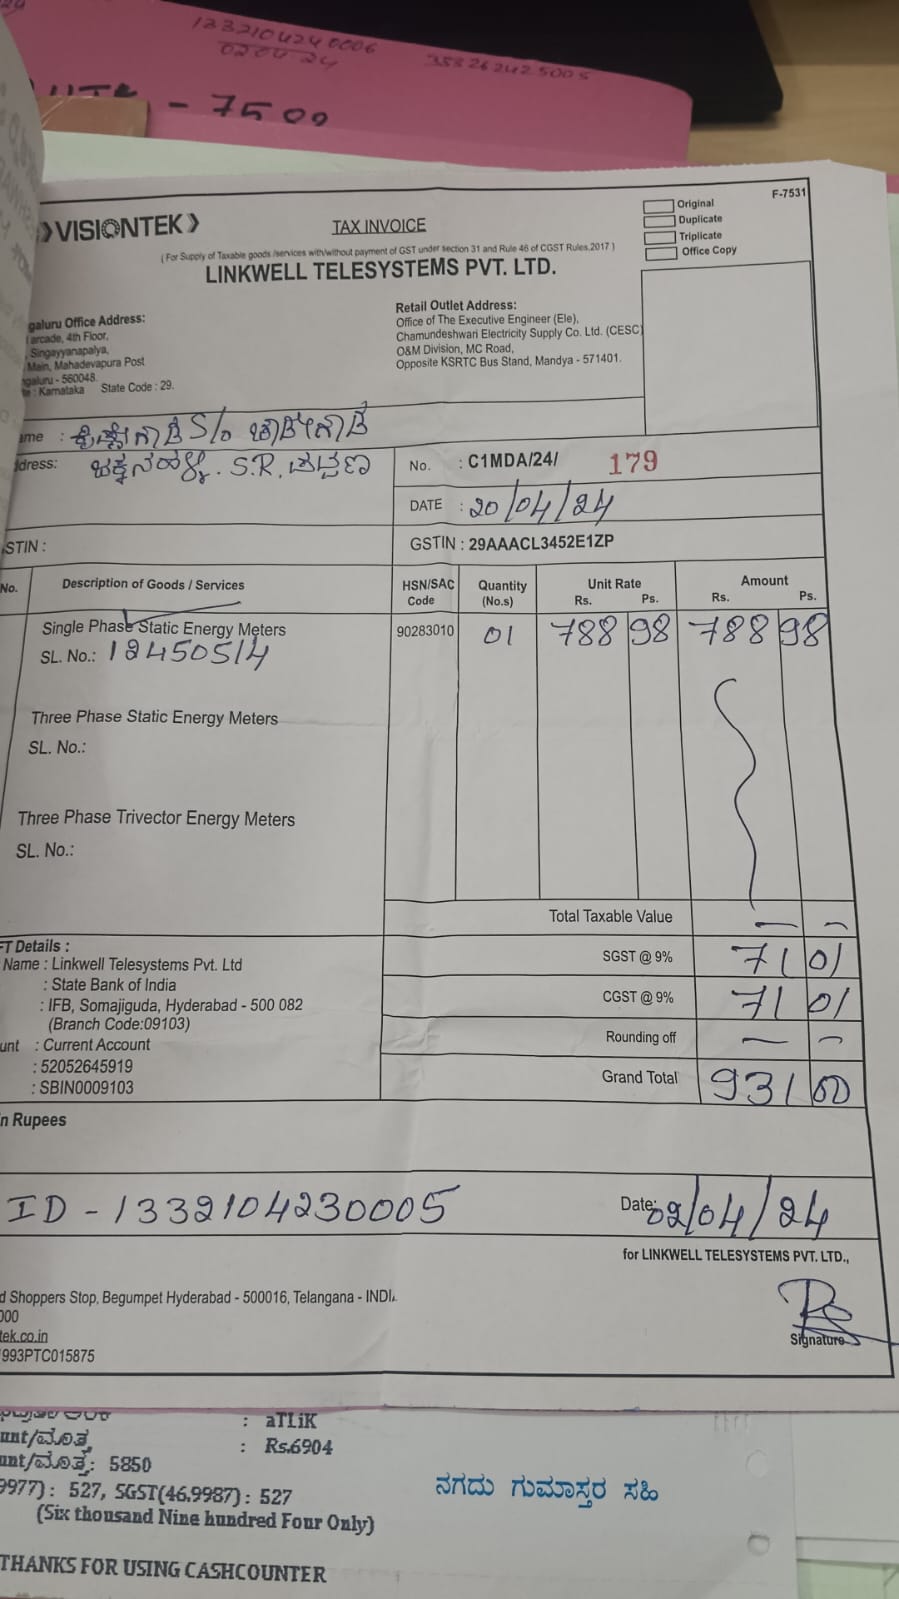 1332104240006
020424
353262425005
- 7500
F-7531
VISIONTEK
TAX INVOICE
Original
Duplicate
Triplicate
Office Copy
( For Supply of Taxable goods /services with/without payment of GST under section 31 and Rule 46 of CGST Rules,2017 )
LINKWELL TELESYSTEMS PVT. LTD.
galuru Office Address:
arcade, 4th Floor,
Singayyanapalya,
Main, Mahadevapura Post
galuru - 560048.
Karnataka State Code : 29.
Retail Outlet Address:
Office of The Executive Engineer (Ele),
Chamundeshwari Electricity Supply Co. Ltd. (CESC)
O&M Division, MC Road,
Opposite KSRTC Bus Stand, Mandya - 571401.
ame : S/o
dress: S.R.
No. : C1MDA/24/ 179
DATE : 20/04/24
STIN :
GSTIN : 29AAACL3452E1ZP
No. Description of Goods / Services HSN/SAC Code Quantity (No.s) Unit Rate Rs. Ps. Amount Rs. Ps.
Single Phase Static Energy Meters 90283010 01 788 98 788 98
SL. No.: 12450514
Three Phase Static Energy Meters
SL. No.:
Three Phase Trivector Energy Meters
SL. No.:
Total Taxable Value — -
FT Details :
Name : Linkwell Telesystems Pvt. Ltd
: State Bank of India
: IFB, Somajiguda, Hyderabad - 500 082
(Branch Code:09103)
unt : Current Account
: 52052645919
: SBIN0009103
SGST @ 9% 71 01
CGST @ 9% 71 01
Rounding off — -
Grand Total 931 00
n Rupees
ID - 1332104230005
Date: 02/04/24
for LINKWELL TELESYSTEMS PVT. LTD.,
d Shoppers Stop, Begumpet Hyderabad - 500016, Telangana - INDIA
000
tek.co.in
1993PTC015875
Signature
: aTLiK
unt/ಮೊತ್ತ : Rs.6904
unt/ಮೊತ್ತ: 5850
9977) : 527, SGST(46.9987) : 527
(Six thousand Nine hundred Four Only)
ನಗದು ಗುಮಾಸ್ತರ ಸಹಿ
THANKS FOR USING CASHCOUNTER